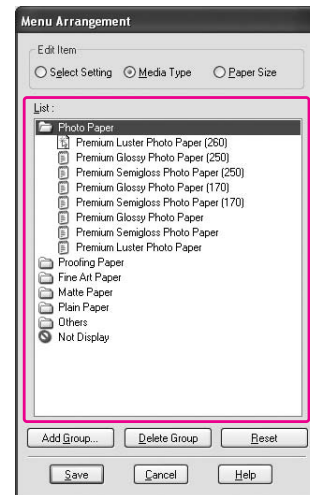 Menu Arrangement
Edit Item
Select Setting Media Type Paper Size
List :
Photo Paper
Premium Luster Photo Paper (260)
Premium Glossy Photo Paper (250)
Premium Semigloss Photo Paper (250)
Premium Glossy Photo Paper (170)
Premium Semigloss Photo Paper (170)
Premium Glossy Photo Paper
Premium Semigloss Photo Paper
Premium Luster Photo Paper
Proofing Paper
Fine Art Paper
Matte Paper
Plain Paper
Others
Not Display
Add Group... Delete Group Reset
Save Cancel Help